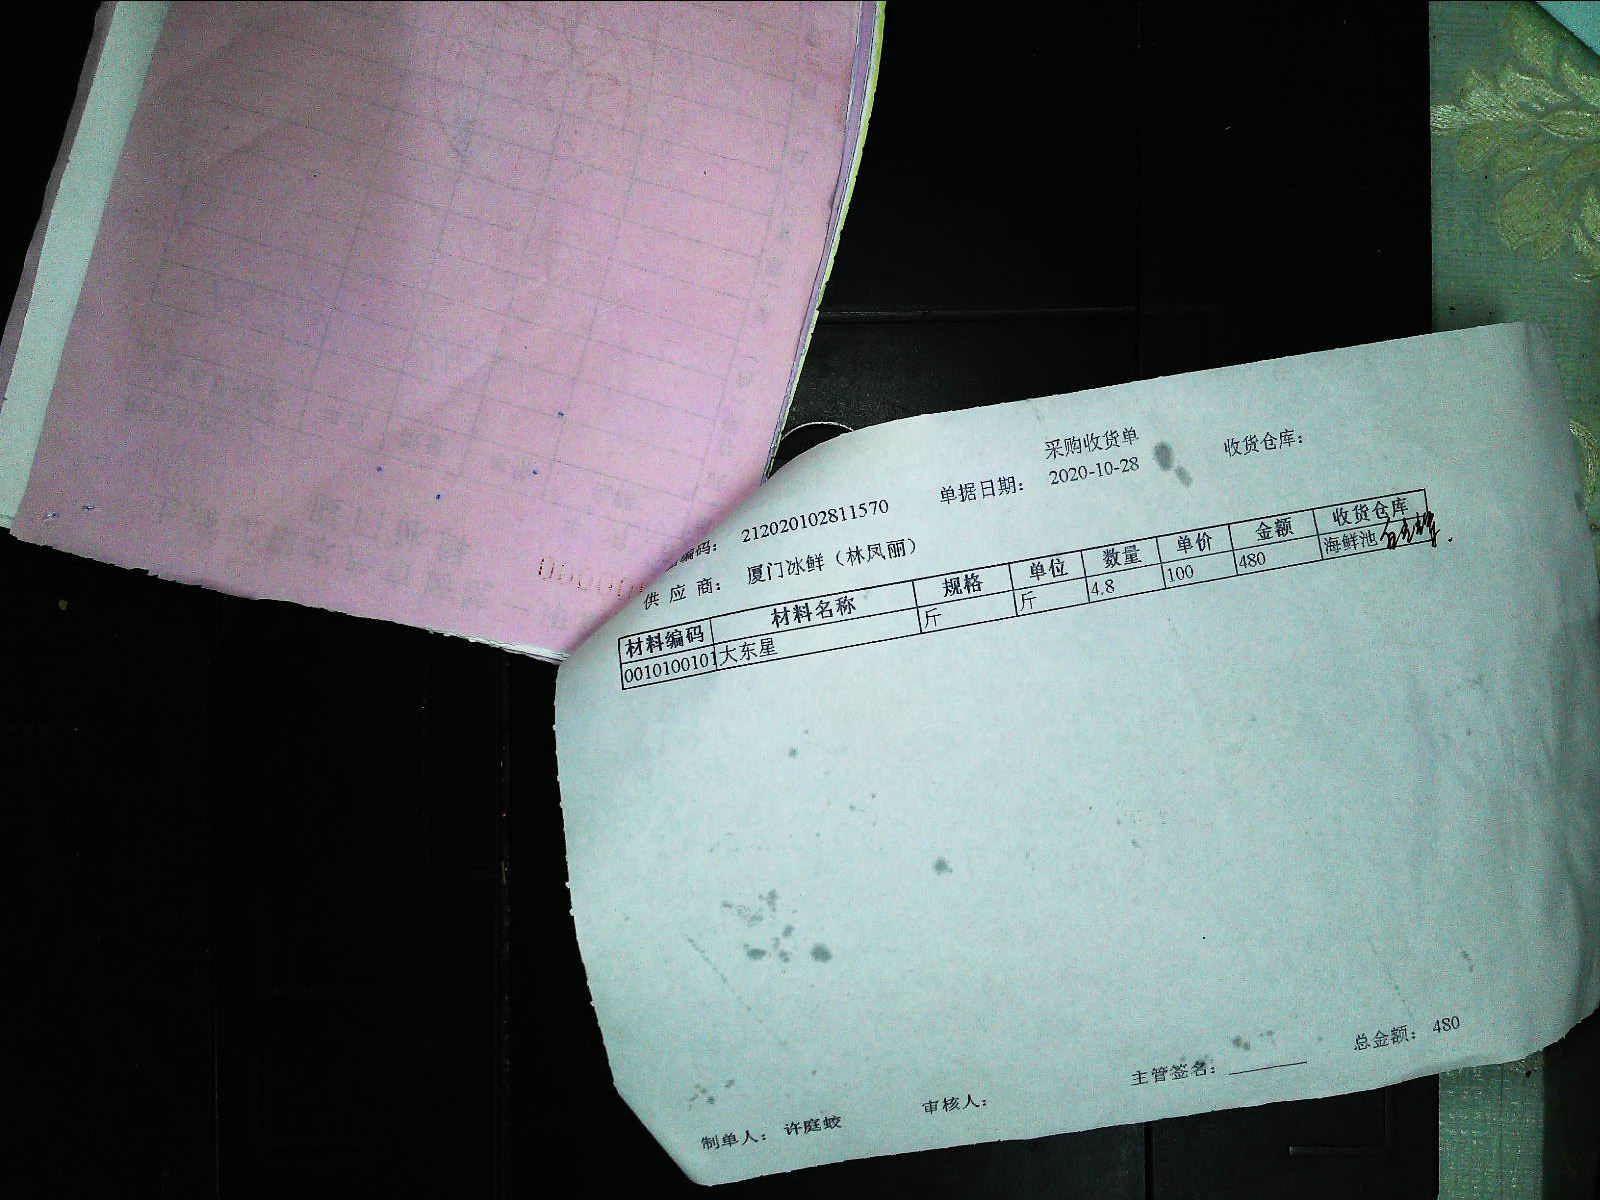 采购收货单
编码： 212020102811570 单据日期： 2020-10-28 收货仓库：
供 应 商： 厦门冰鲜（林凤丽）
材料编码 材料名称 规格 单位 数量 单价 金额 收货仓库
0010100101 大东星 斤 斤 4.8 100 480 海鲜池
制单人： 许庭蛟 审核人： 主管签名： 总金额： 480